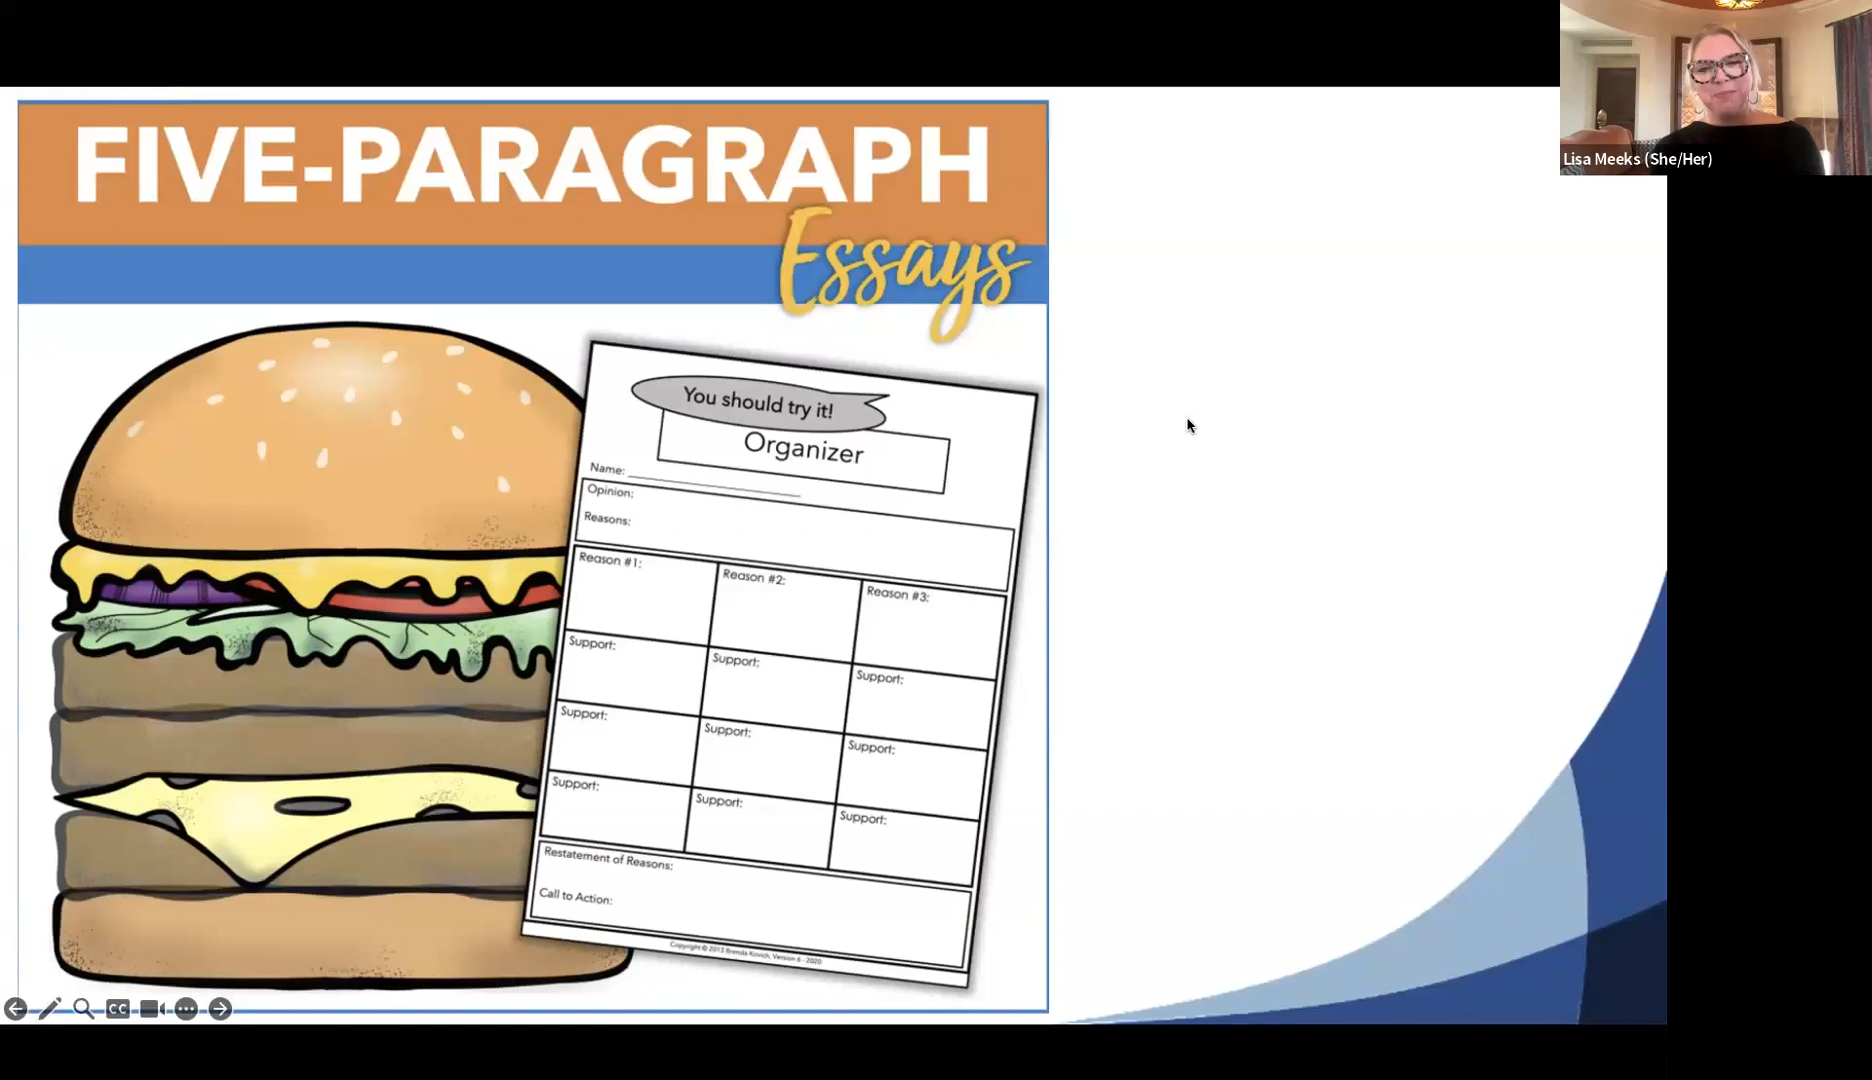 FIVE-PARAGRAPH
Essays
You should try it!
Organizer
Name:
Opinion:
Reasons:
Reason #1:
Reason #2:
Reason #3:
Support:
Support:
Support:
Support:
Support:
Support:
Support:
Support:
Support:
Restatement of Reasons:
Call to Action:
Copyright © 2013 Brenda Kovich, Version 6 - 2020
CC
Lisa Meeks (She/Her)